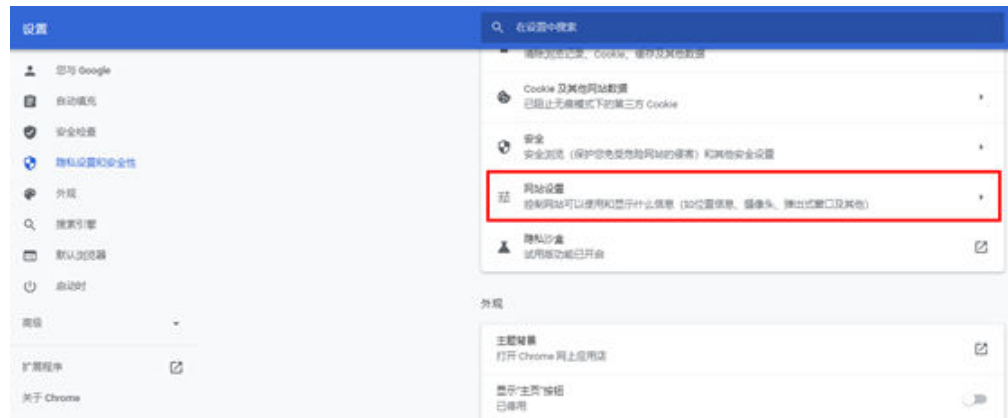 设置
在设置中搜索
您与 Google
自动填充
安全检查
隐私设置和安全性
外观
搜索引擎
默认浏览器
启动时
高级
扩展程序
关于 Chrome
清除浏览记录、Cookie、缓存及其他数据
Cookie 及其他网站数据
已阻止无痕模式下的第三方 Cookie
安全
安全浏览（保护您免受危险网站的侵害）和其他安全设置
网站设置
控制网站可以使用和显示什么信息（如位置信息、摄像头、弹出式窗口及其他）
隐私沙盒
试用版功能已开启
外观
主题背景
打开 Chrome 网上应用店
显示“主页”按钮
已停用